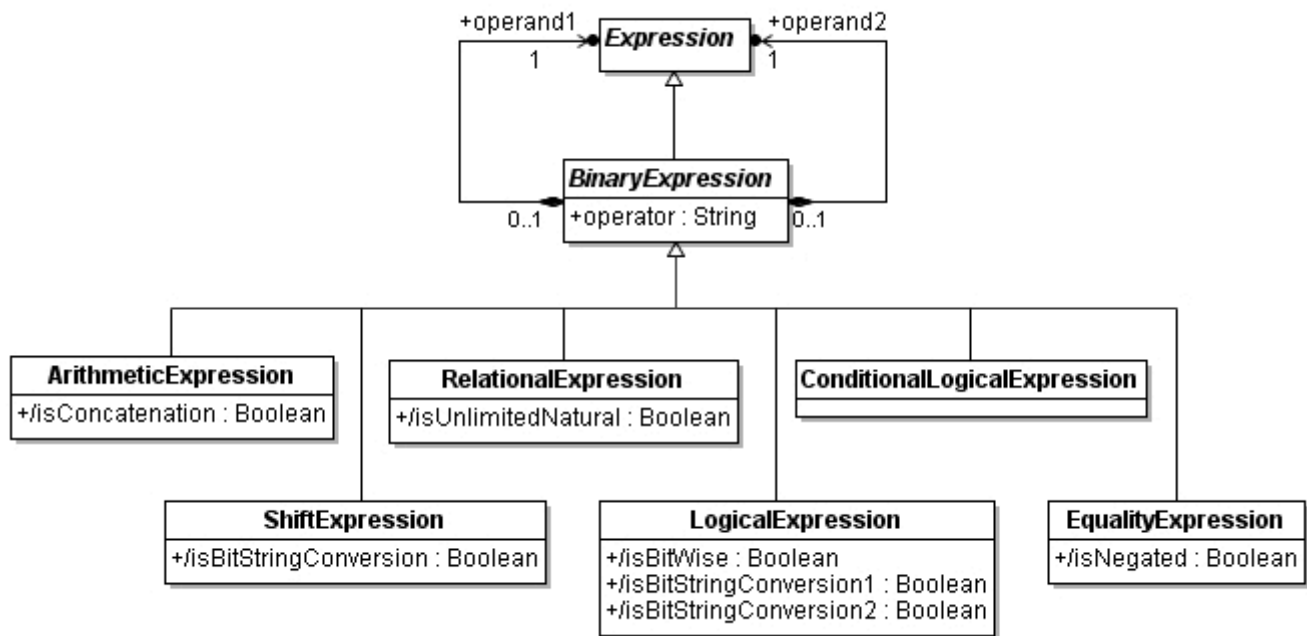 +operand1
Expression
+operand2
1
1
BinaryExpression
0..1
+operator : String
0..1
ArithmeticExpression
+/isConcatenation : Boolean
RelationalExpression
+/isUnlimitedNatural : Boolean
ConditionalLogicalExpression
ShiftExpression
+/isBitStringConversion : Boolean
LogicalExpression
+/isBitWise : Boolean
+/isBitStringConversion1 : Boolean
+/isBitStringConversion2 : Boolean
EqualityExpression
+/isNegated : Boolean